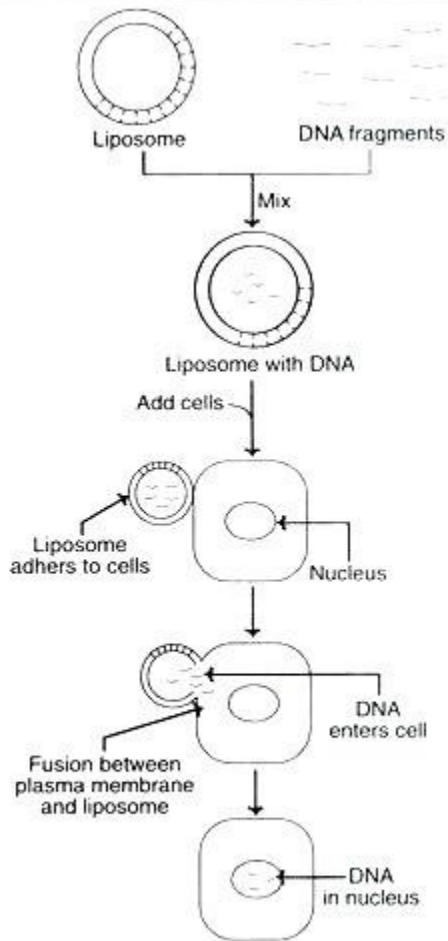 Liposome
DNA fragments
Mix
Liposome with DNA
Add cells
Liposome
adhers to cells
Nucleus
DNA
enters cell
Fusion between
plasma membrane
and liposome
DNA
in nucleus